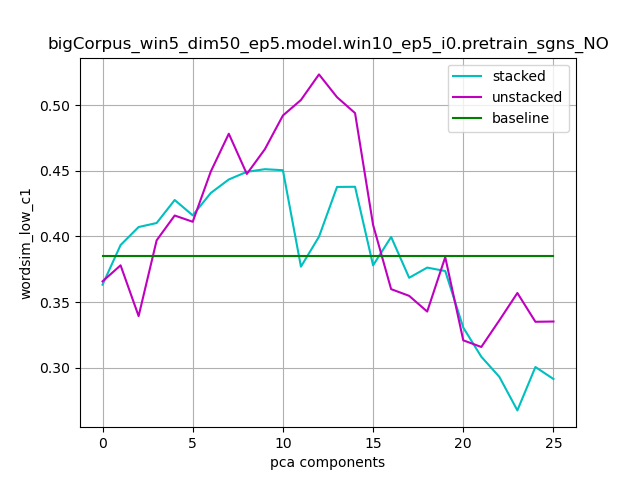 bigCorpus_win5_dim50_ep5.model.win10_ep5_i0.pretrain_sgns_NO
stacked
unstacked
baseline
wordsim_low_c1
0.50
0.45
0.40
0.35
0.30
0 5 10 15 20 25
pca components